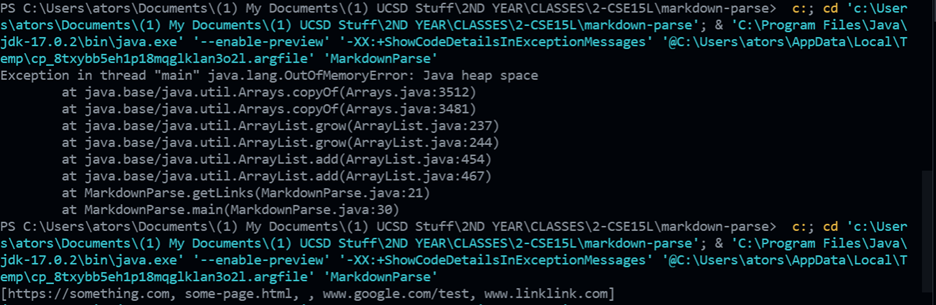 PS C:\Users\ators\Documents\(1) My Documents\(1) UCSD Stuff\2ND YEAR\CLASSES\2-CSE15L\markdown-parse>  c:; cd 'c:\User
s\ators\Documents\(1) My Documents\(1) UCSD Stuff\2ND YEAR\CLASSES\2-CSE15L\markdown-parse'; & 'C:\Program Files\Java\
jdk-17.0.2\bin\java.exe' '--enable-preview' '-XX:+ShowCodeDetailsInExceptionMessages' '@C:\Users\ators\AppData\Local\T
emp\cp_8txybb5eh1p18mqglklan3o2l.argfile' 'MarkdownParse'
Exception in thread "main" java.lang.OutOfMemoryError: Java heap space
        at java.base/java.util.Arrays.copyOf(Arrays.java:3512)
        at java.base/java.util.Arrays.copyOf(Arrays.java:3481)
        at java.base/java.util.ArrayList.grow(ArrayList.java:237)
        at java.base/java.util.ArrayList.grow(ArrayList.java:244)
        at java.base/java.util.ArrayList.add(ArrayList.java:454)
        at java.base/java.util.ArrayList.add(ArrayList.java:467)
        at MarkdownParse.getLinks(MarkdownParse.java:21)
        at MarkdownParse.main(MarkdownParse.java:30)
PS C:\Users\ators\Documents\(1) My Documents\(1) UCSD Stuff\2ND YEAR\CLASSES\2-CSE15L\markdown-parse>  c:; cd 'c:\User
s\ators\Documents\(1) My Documents\(1) UCSD Stuff\2ND YEAR\CLASSES\2-CSE15L\markdown-parse'; & 'C:\Program Files\Java\
jdk-17.0.2\bin\java.exe' '--enable-preview' '-XX:+ShowCodeDetailsInExceptionMessages' '@C:\Users\ators\AppData\Local\T
emp\cp_8txybb5eh1p18mqglklan3o2l.argfile' 'MarkdownParse'
[https://something.com, some-page.html, , www.google.com/test, www.linklink.com]